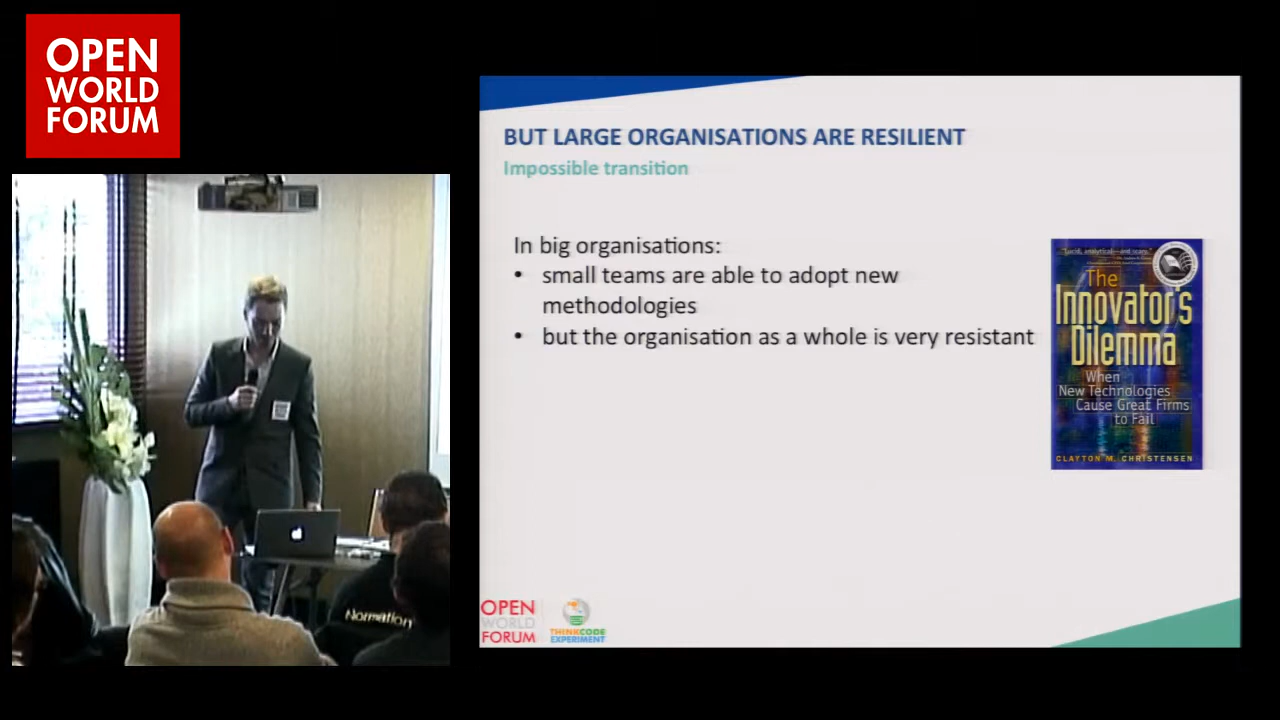 OPEN
WORLD
FORUM
BUT LARGE ORGANISATIONS ARE RESILIENT
Impossible transition
In big organisations:
• small teams are able to adopt new
methodologies
• but the organisation as a whole is very resistant
The
Innovator's
Dilemma
When
New Technologies
Cause Great Firms
to Fail
CLAYTON M. CHRISTENSEN
Normation
OPEN
WORLD
FORUM
THINKCODE
EXPERIMENT